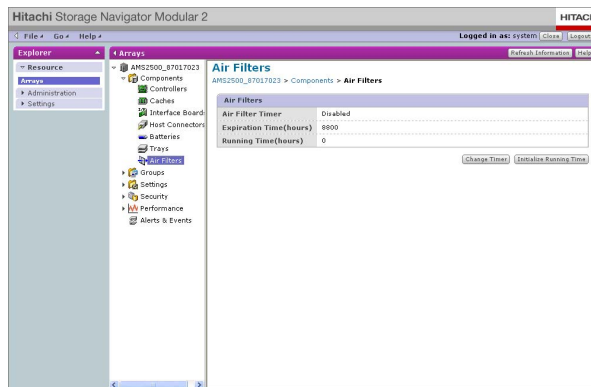 Hitachi Storage Navigator Modular 2
HITACHI
File Go Help
Logged in as: system Close Logout
Explorer
Arrays
Refresh Information Help
Resource
Arrays
Administration
Settings
AMS2500_87017023
Components
Controllers
Caches
Interface Boards
Host Connectors
Batteries
Trays
Air Filters
Groups
Settings
Security
Performance
Alerts & Events
Air Filters
AMS2500_87017023 > Components > Air Filters
Air Filters
Air Filter Timer Disabled
Expiration Time(hours) 8800
Running Time(hours) 0
Change Timer Initialize Running Time